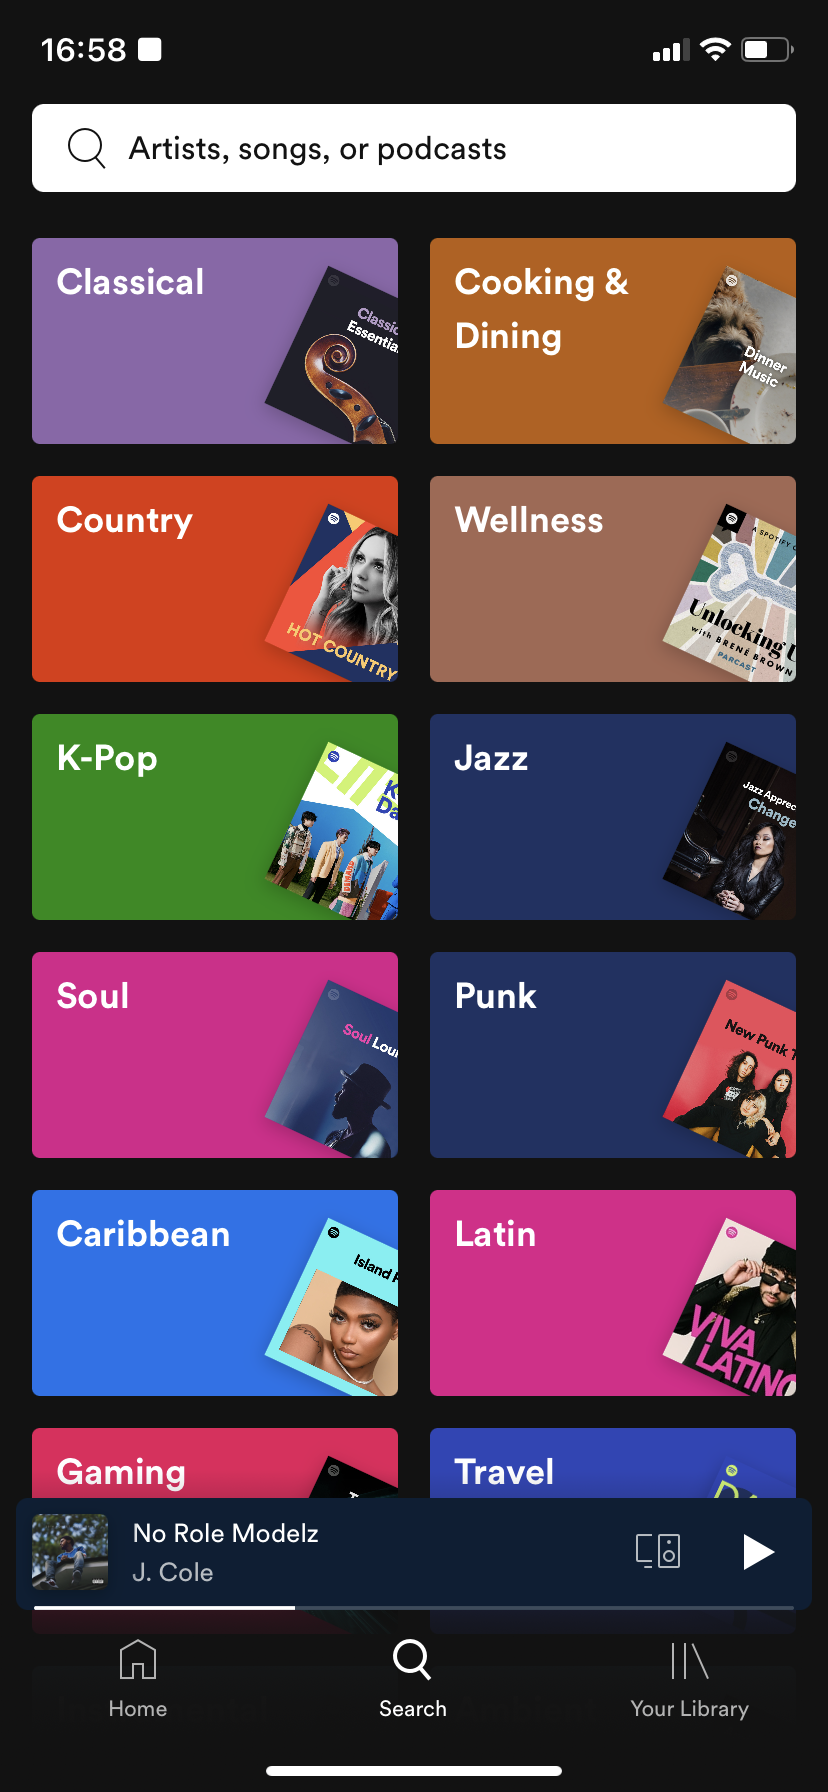 16:58
Artists, songs, or podcasts
Classical
Classic
Essentia
Cooking &
Dining
Dinner
Music
Country
HOT COUNTRY
Wellness
A SPOTIFY O
Unlocking U
with BRENÉ BROWN
PARCAST
K-Pop
K-
Da
Jazz
Jazz Apprec
Change
Soul
Soul Lou
Punk
New Punk T
Caribbean
Island
Latin
VIVA
LATINO
Gaming
Travel
No Role Modelz
J. Cole
Home
Search
Your Library